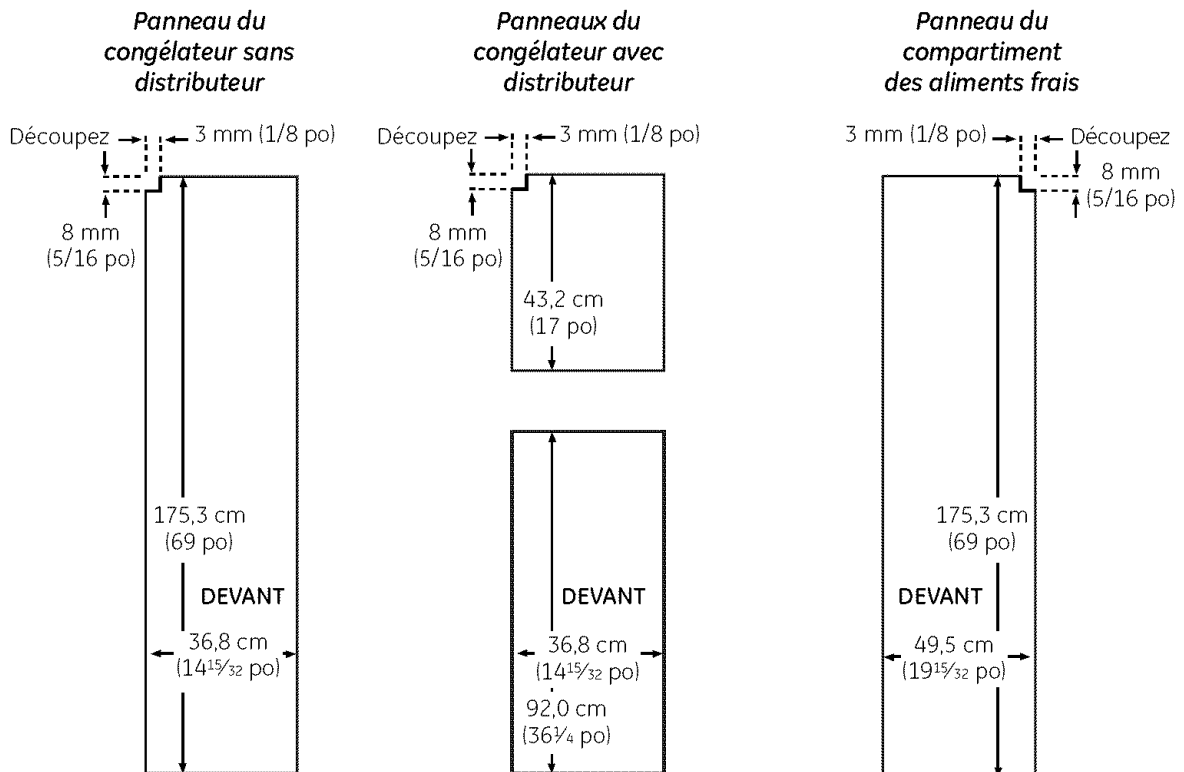 Panneau du
congélateur sans
distributeur
Découpez
3 mm (1/8 po)
8 mm
(5/16 po)
175,3 cm
(69 po)
DEVANT
36,8 cm
(14 15/32 po)
Panneaux du
congélateur avec
distributeur
Découpez
3 mm (1/8 po)
8 mm
(5/16 po)
43,2 cm
(17 po)
DEVANT
36,8 cm
(14 15/32 po)
92,0 cm
(36 1/4 po)
Panneau du
compartiment
des aliments frais
3 mm (1/8 po)
Découpez
8 mm
(5/16 po)
175,3 cm
(69 po)
DEVANT
49,5 cm
(19 15/32 po)